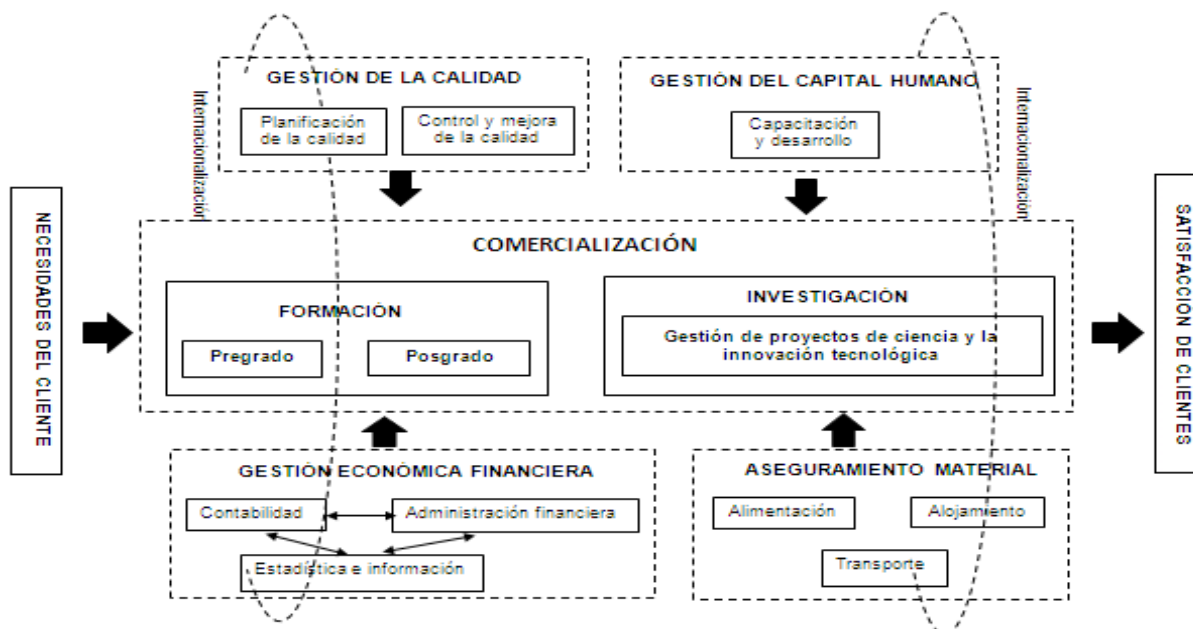 GESTIÓN DE LA CALIDAD
Planificación
de la calidad
Control y mejora
de la calidad
GESTIÓN DEL CAPITAL HUMANO
Capacitación
y desarrollo
Internacionalización
Internacionalización
NECESIDADES DEL CLIENTE
COMERCIALIZACIÓN
FORMACIÓN
Pregrado
Posgrado
INVESTIGACIÓN
Gestión de proyectos de ciencia y la
innovación tecnológica
SATISFACCIÓN DE CLIENTES
GESTIÓN ECONÓMICA FINANCIERA
Contabilidad
Administración financiera
Estadística e información
ASEGURAMIENTO MATERIAL
Alimentación
Alojamiento
Transporte